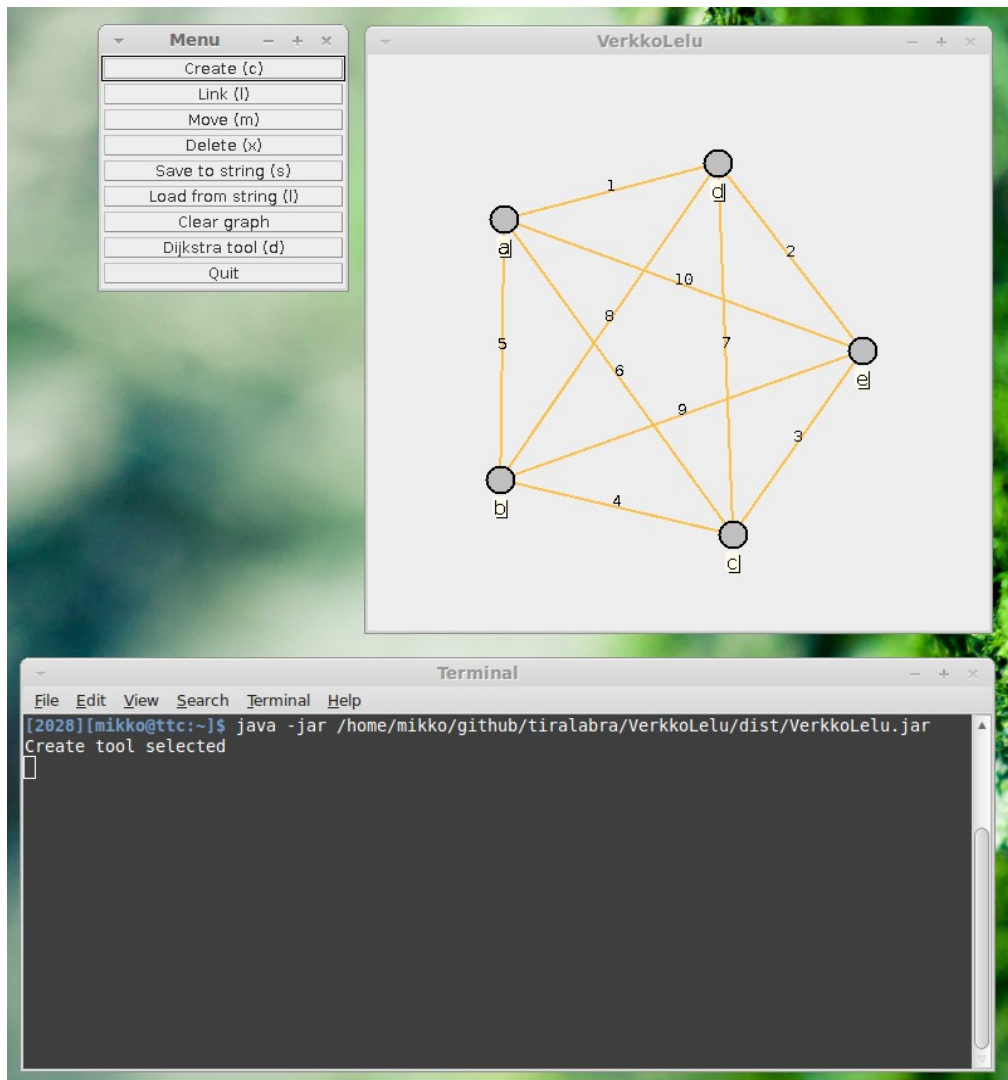 Menu
Create (c)
Link (l)
Move (m)
Delete (x)
Save to string (s)
Load from string (l)
Clear graph
Dijkstra tool (d)
Quit
VerkkoLelu
1
d
a
2
10
8
5
7
6
e
9
3
b
4
c
Terminal
File Edit View Search Terminal Help
[2028][mikko@ttc:~]$ java -jar /home/mikko/github/tiralabra/VerkkoLelu/dist/VerkkoLelu.jar
Create tool selected